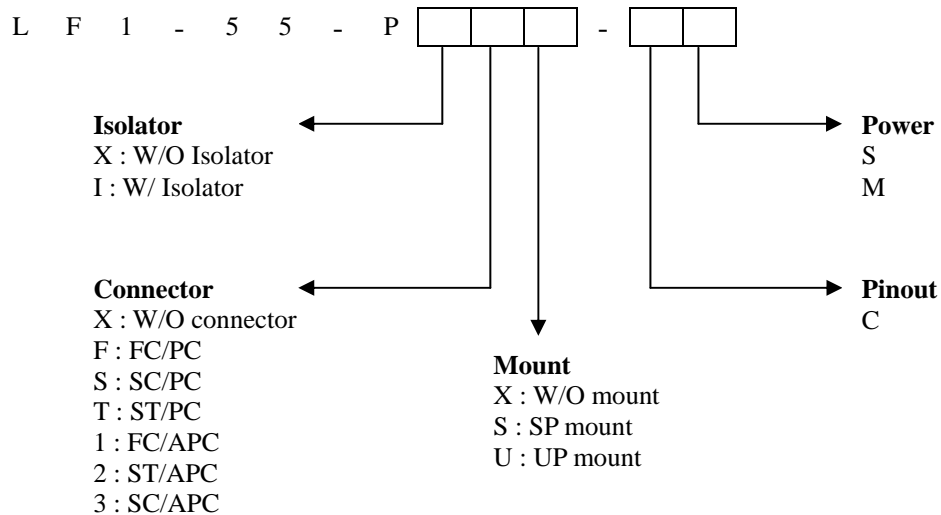 L F 1 - 5 5 - P -
Isolator
X : W/O Isolator
I : W/ Isolator
Power
S
M
Connector
X : W/O connector
F : FC/PC
S : SC/PC
T : ST/PC
1 : FC/APC
2 : ST/APC
3 : SC/APC
Mount
X : W/O mount
S : SP mount
U : UP mount
Pinout
C